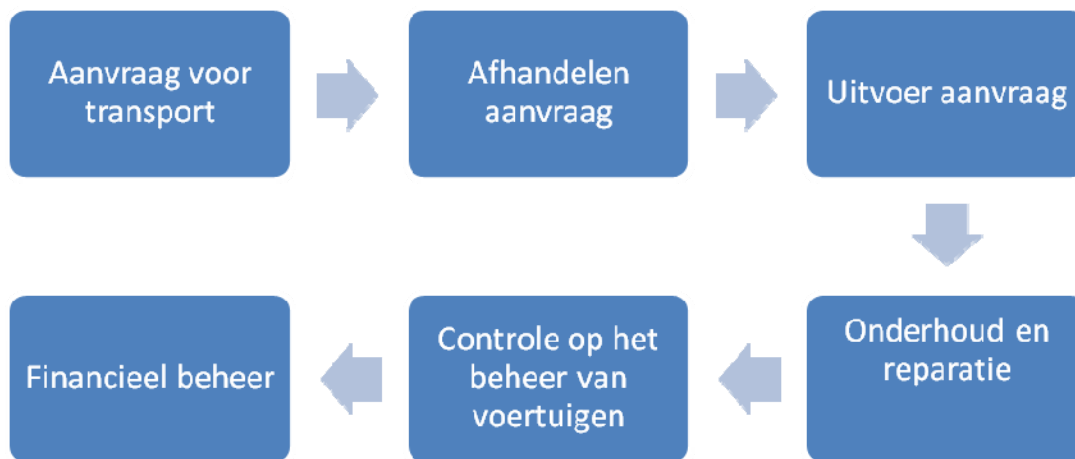 Aanvraag voor
transport
Afhandelen
aanvraag
Uitvoer aanvraag
Onderhoud en
reparatie
Controle op het
beheer van
voertuigen
Financieel beheer